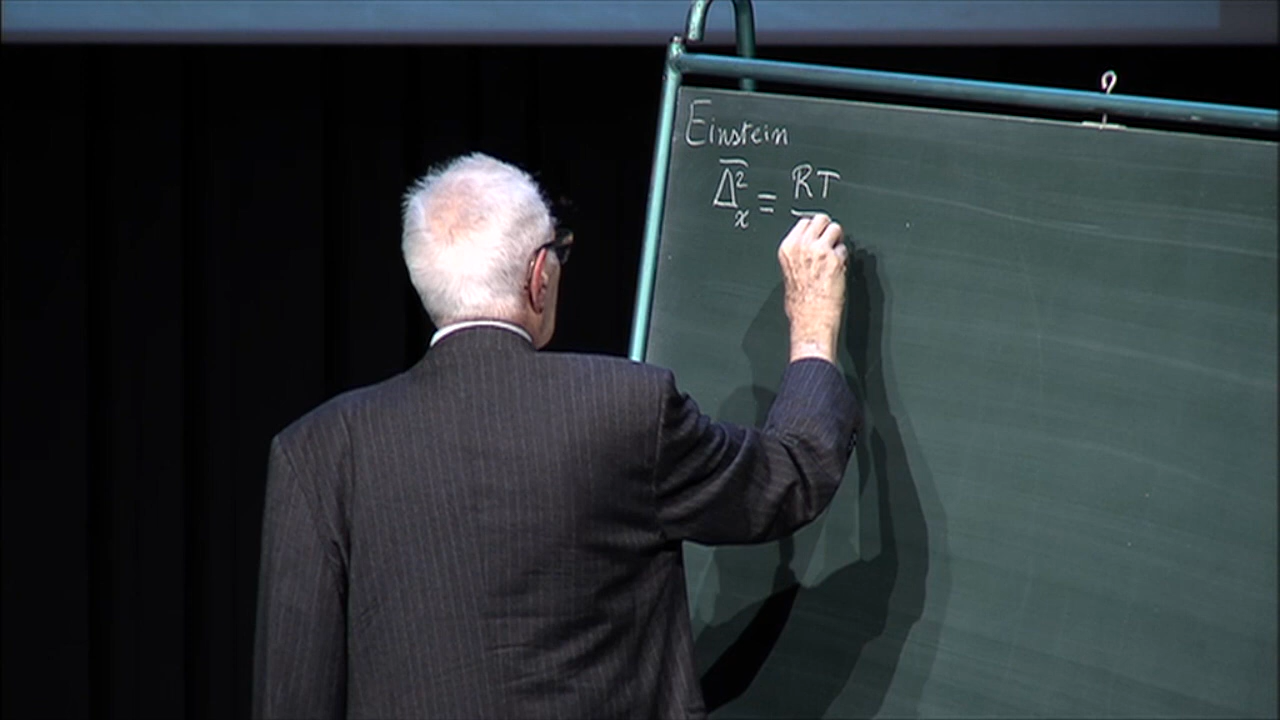 Einstein
Δ̅²ₓ = RT